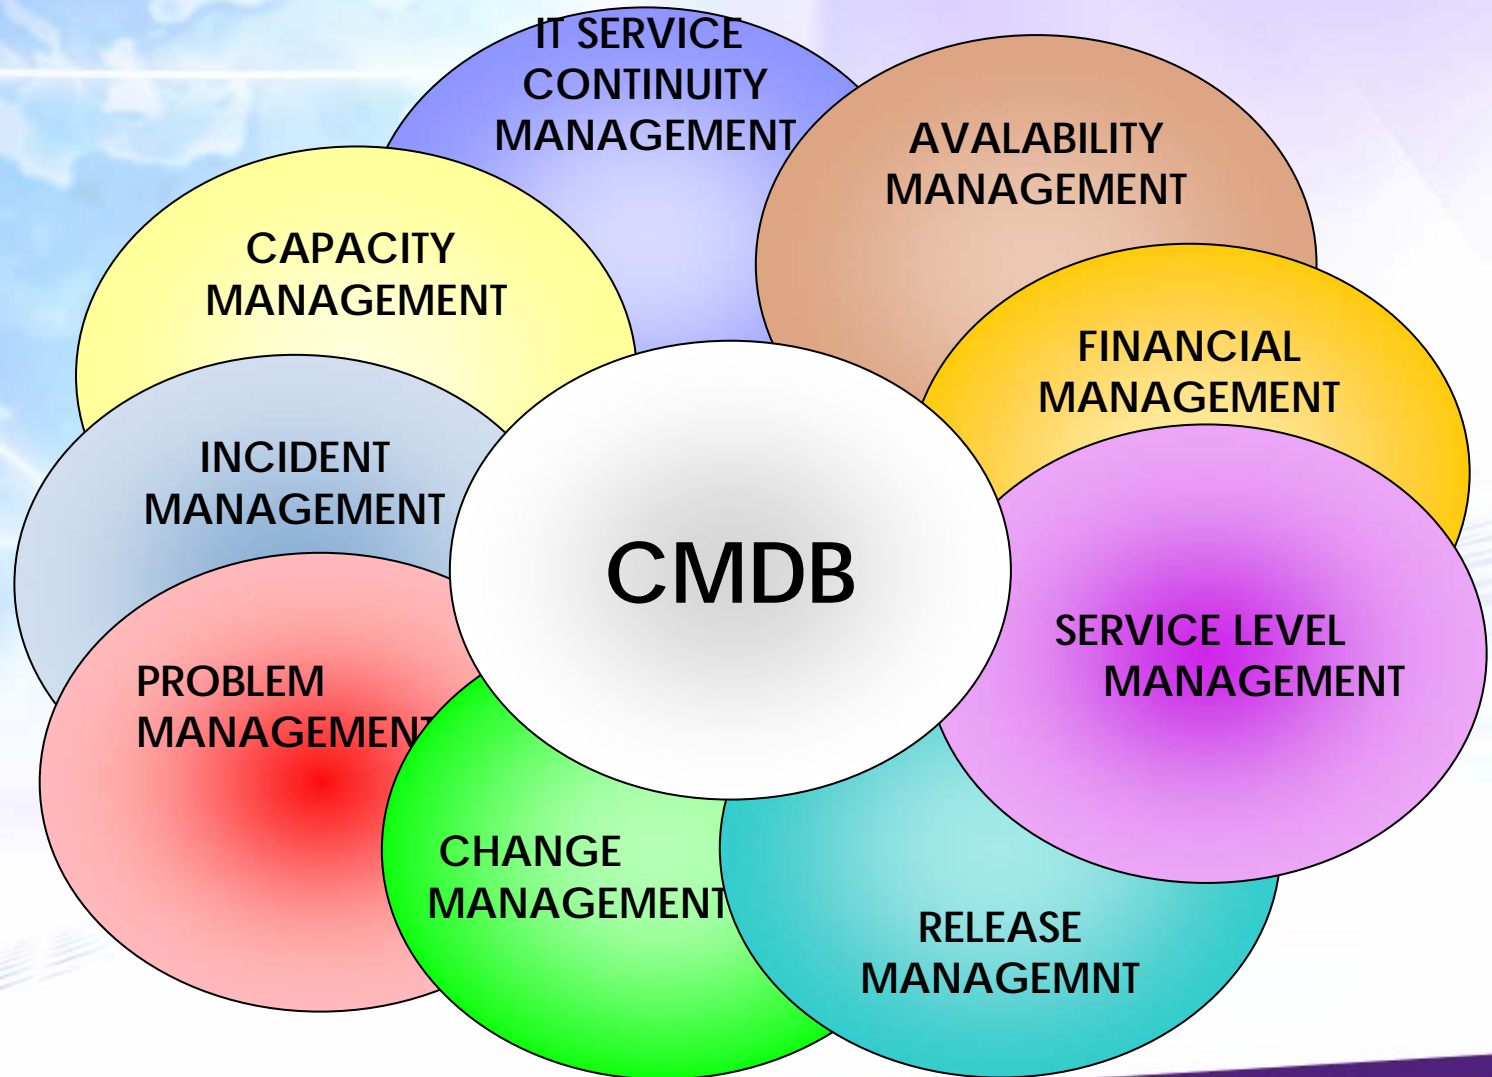 IT SERVICE
CONTINUITY
MANAGEMENT
AVALABILITY
MANAGEMENT
CAPACITY
MANAGEMENT
FINANCIAL
MANAGEMENT
INCIDENT
MANAGEMENT
CMDB
SERVICE LEVEL
MANAGEMENT
PROBLEM
MANAGEMENT
CHANGE
MANAGEMENT
RELEASE
MANAGEMNT